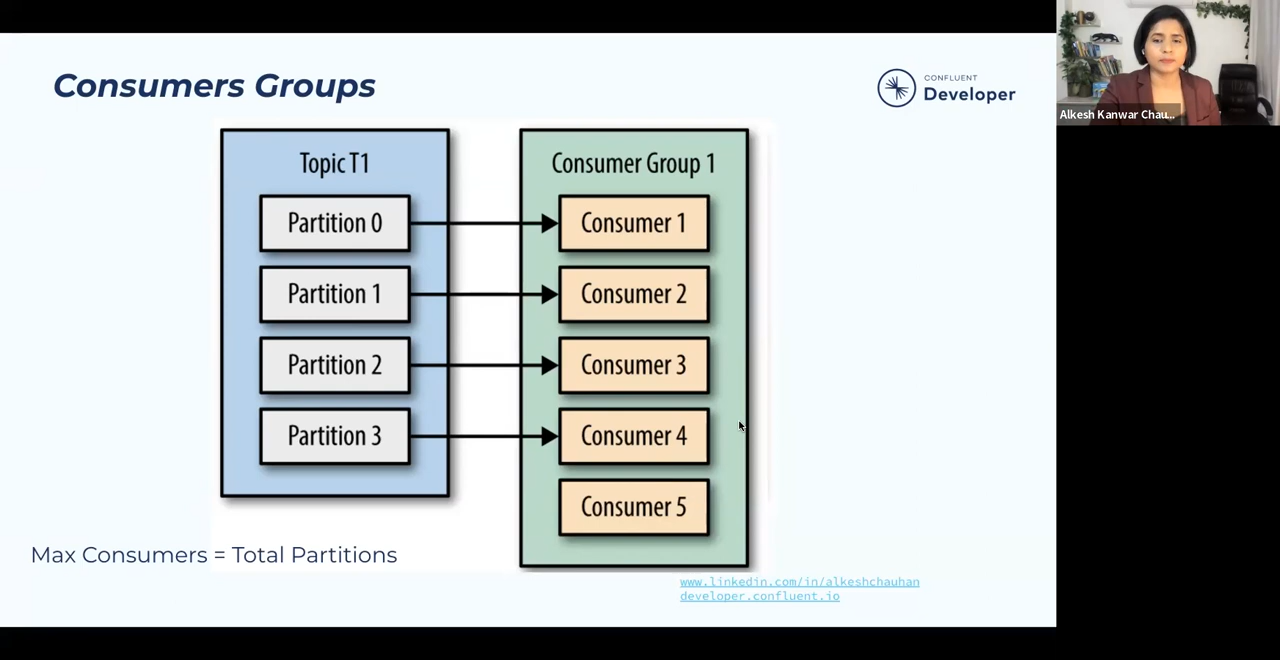 Consumers Groups
CONFLUENT
Developer
Alkesh Kanwar Chau...
Topic T1
Partition 0
Partition 1
Partition 2
Partition 3
Consumer Group 1
Consumer 1
Consumer 2
Consumer 3
Consumer 4
Consumer 5
Max Consumers = Total Partitions
www.linkedin.com/in/alkeshchauhan
developer.confluent.io